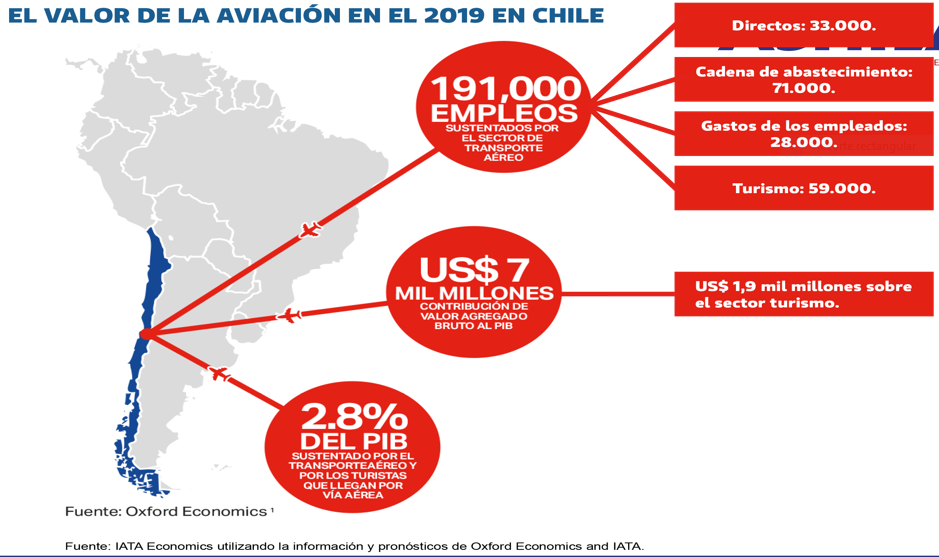 EL VALOR DE LA AVIACIÓN EN EL 2019 EN CHILE
191,000
EMPLEOS
SUSTENTADOS POR
EL SECTOR DE
TRANSPORTE
AÉREO
Directos: 33.000.
Cadena de abastecimiento:
71.000.
Gastos de los empleados:
28.000.
Turismo: 59.000.
US$ 7
MIL MILLONES
CONTRIBUCIÓN DE
VALOR AGREGADO
BRUTO AL PIB
US$ 1,9 mil millones sobre
el sector turismo.
2.8%
DEL PIB
SUSTENTADO POR EL
TRANSPORTEAÉREO Y
POR LOS TURISTAS
QUE LLEGAN POR
VÍA AÉREA
Fuente: Oxford Economics ¹
Fuente: IATA Economics utilizando la información y pronósticos de Oxford Economics and IATA.